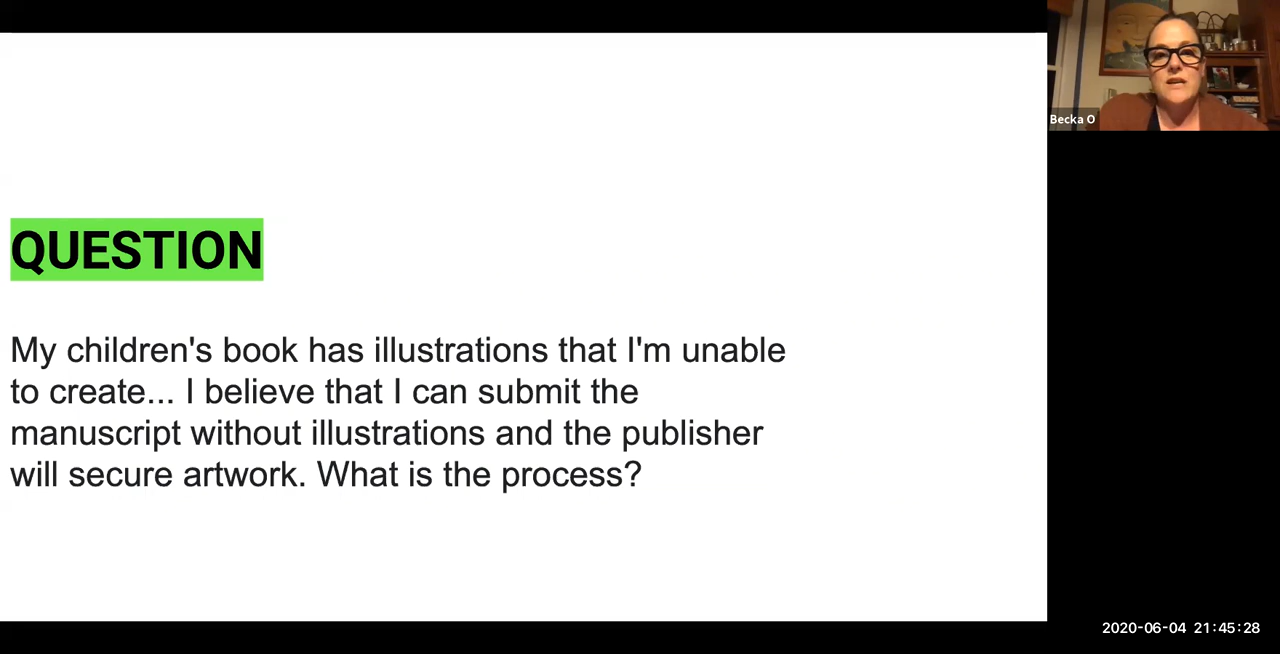 QUESTION
My children's book has illustrations that I'm unable
to create... I believe that I can submit the
manuscript without illustrations and the publisher
will secure artwork. What is the process?
Becka O
2020-06-04 21:45:28